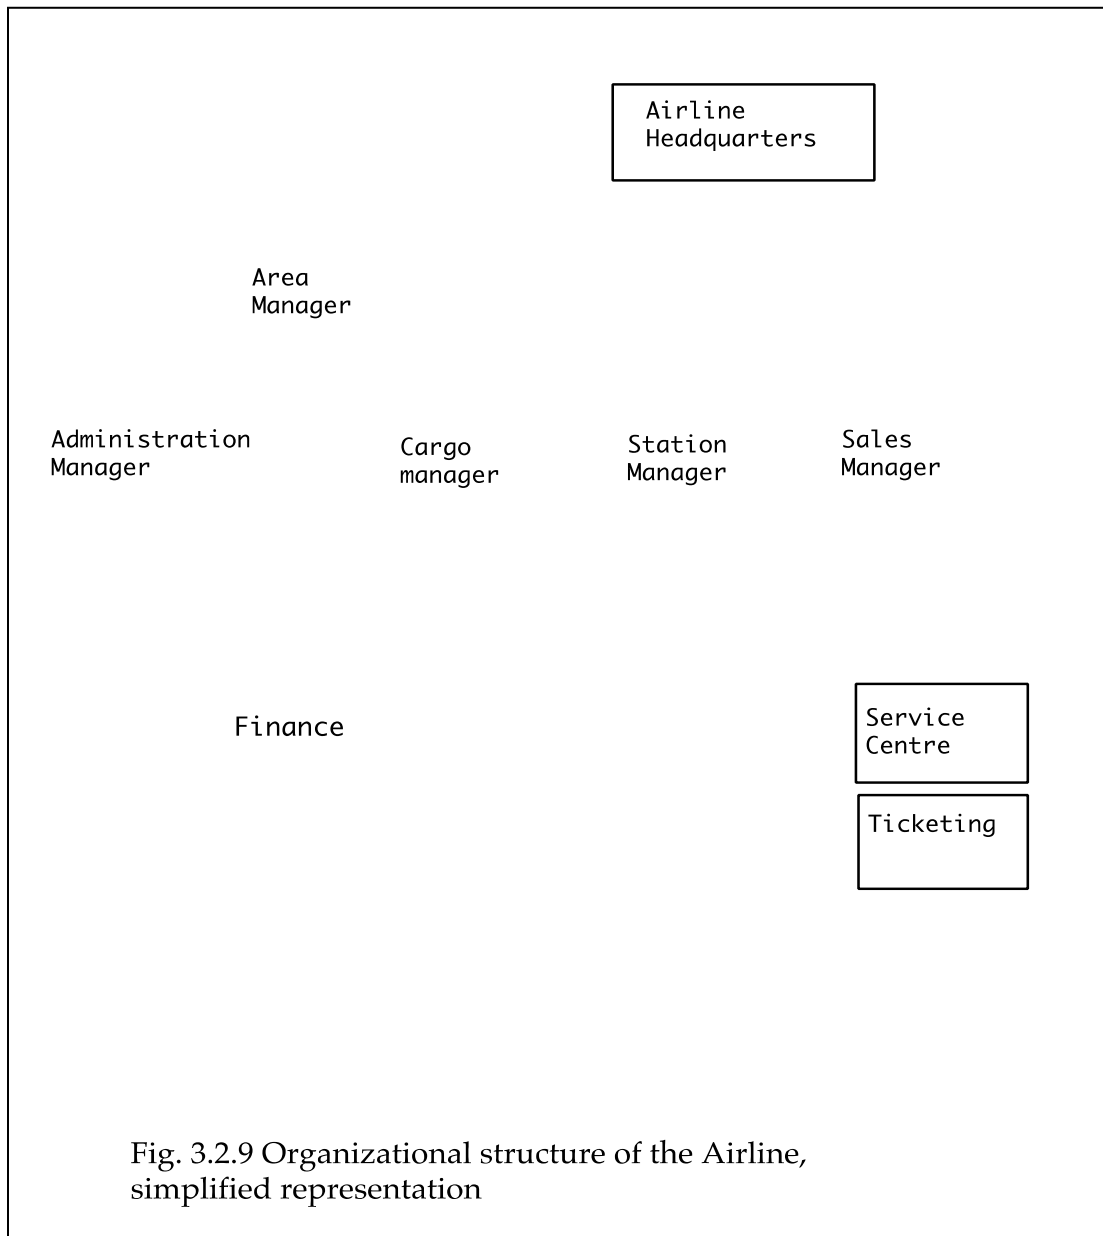 Airline
Headquarters
Area
Manager
Administration
Manager
Cargo
manager
Station
Manager
Sales
Manager
Finance
Service
Centre
Ticketing
Fig. 3.2.9 Organizational structure of the Airline,
simplified representation